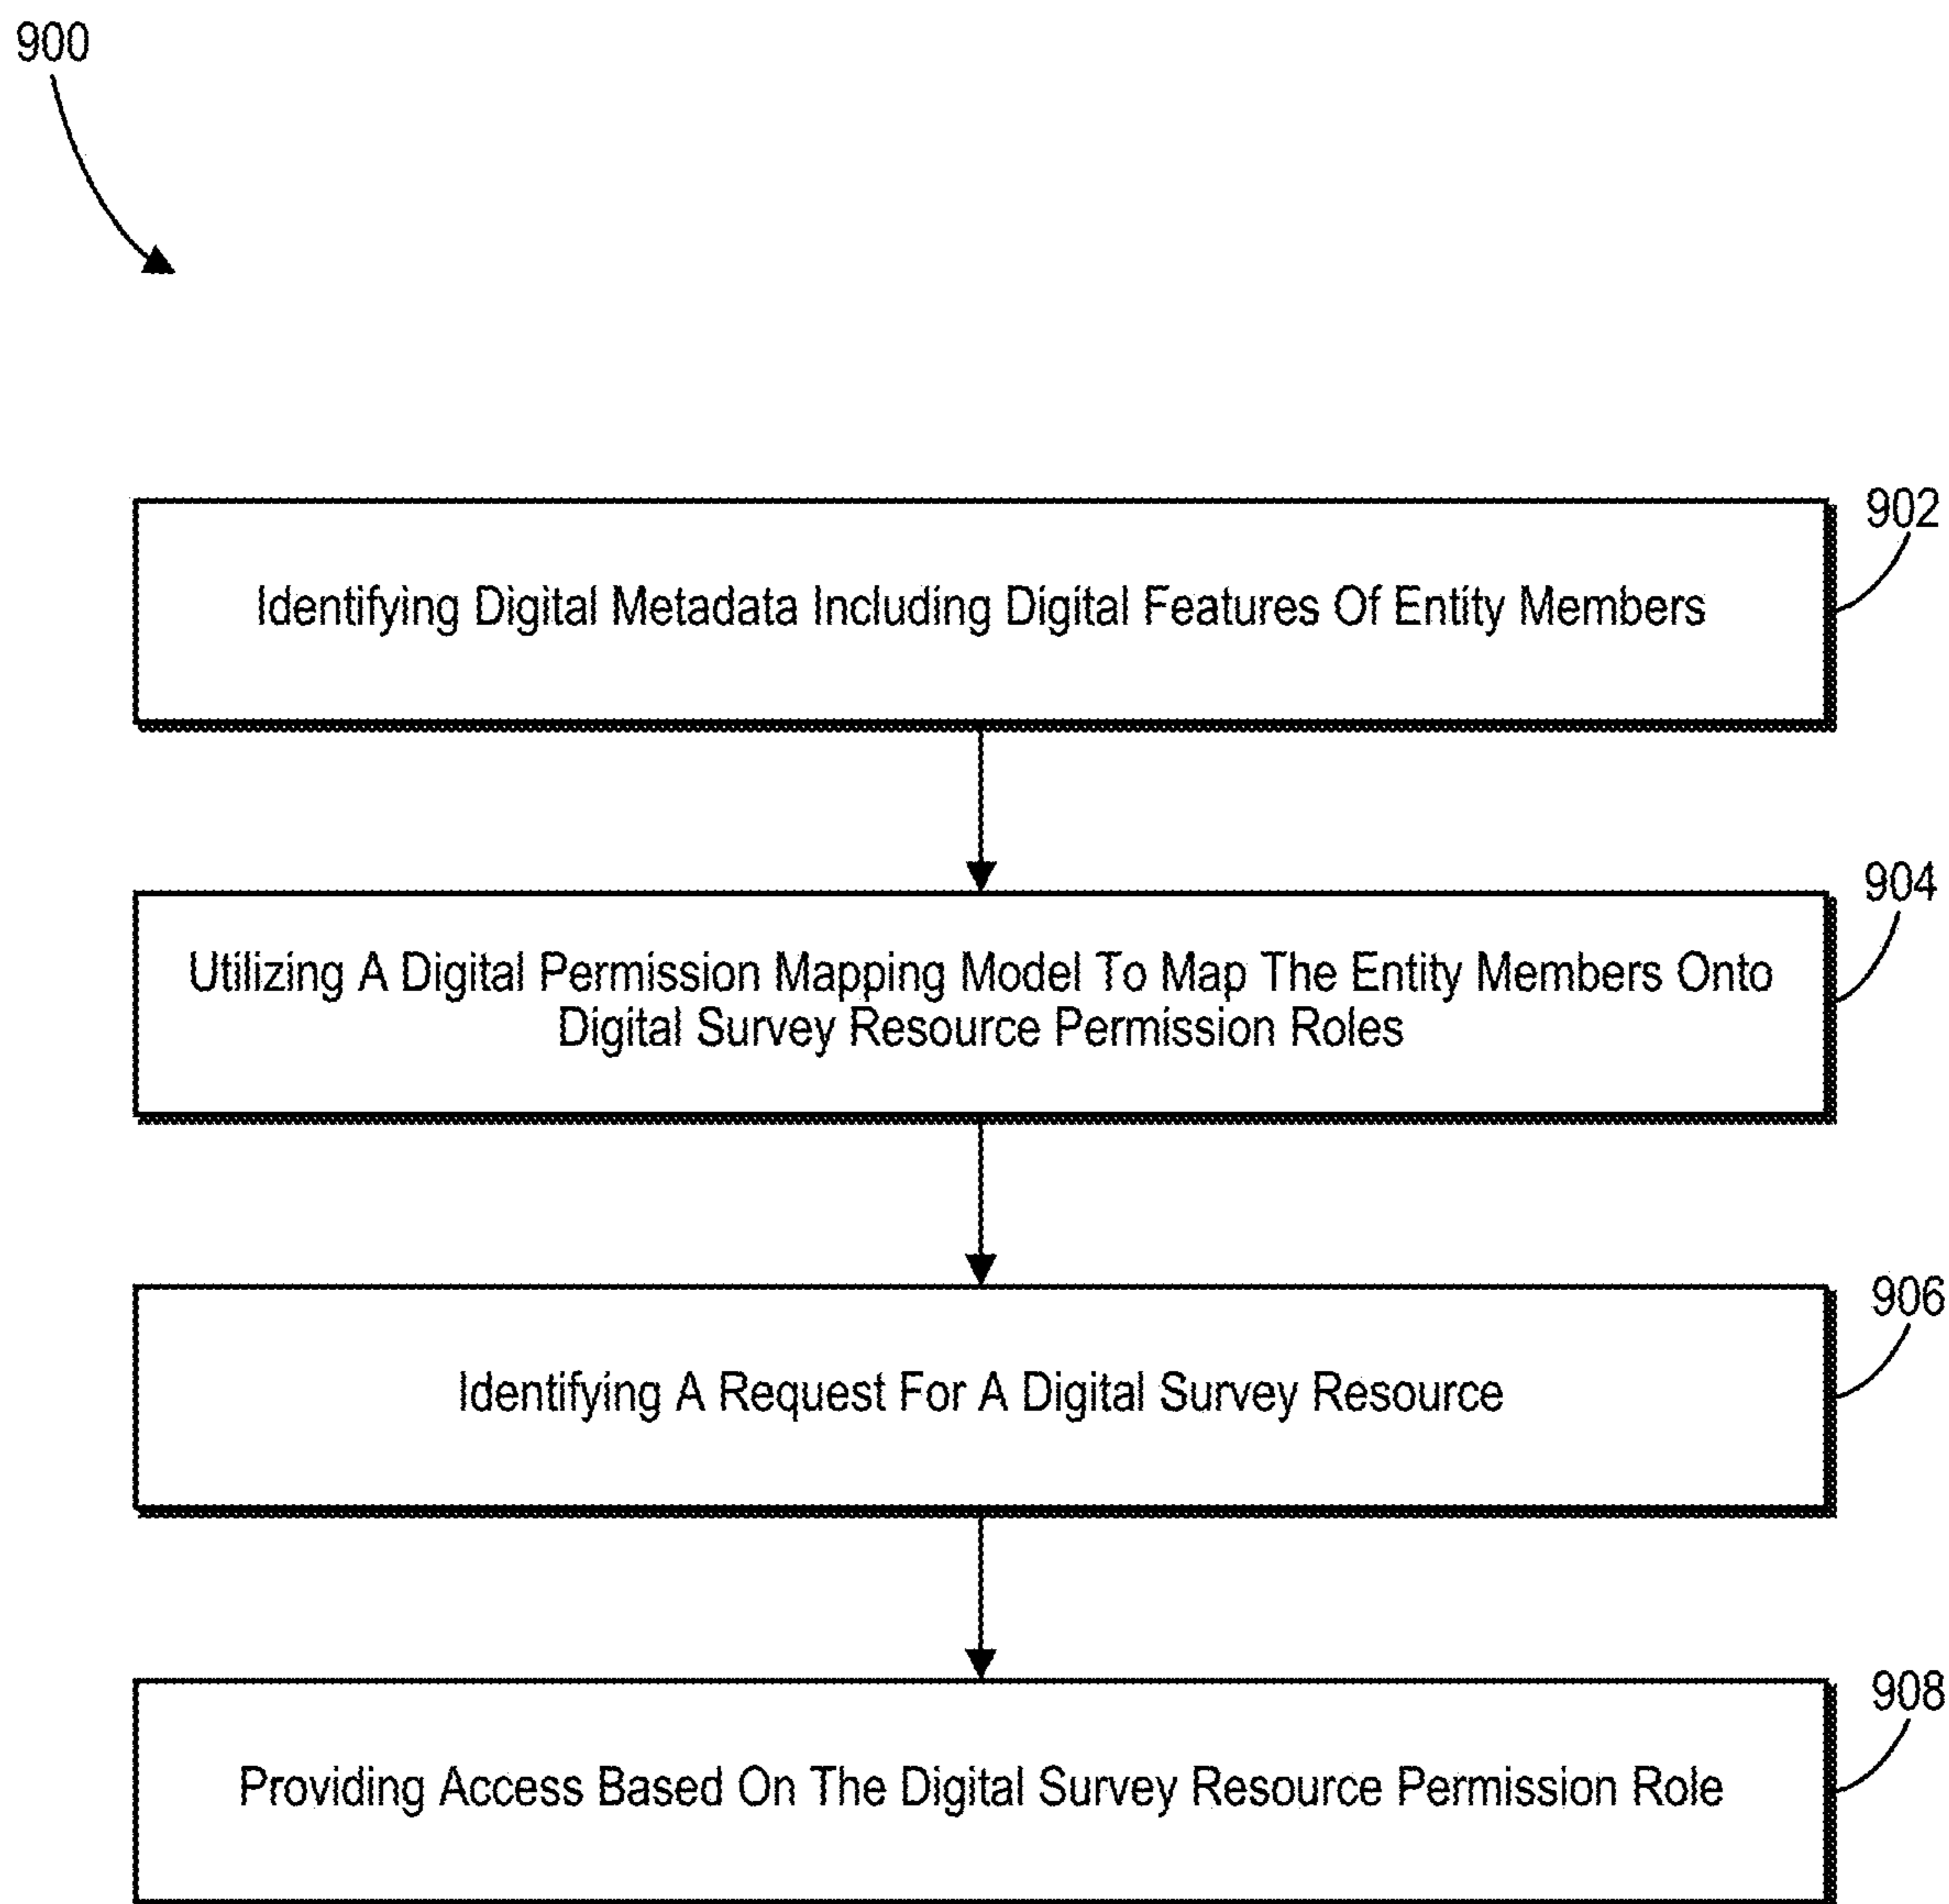 900
902
Identifying Digital Metadata Including Digital Features Of Entity Members
904
Utilizing A Digital Permission Mapping Model To Map The Entity Members Onto
Digital Survey Resource Permission Roles
906
Identifying A Request For A Digital Survey Resource
908
Providing Access Based On The Digital Survey Resource Permission Role